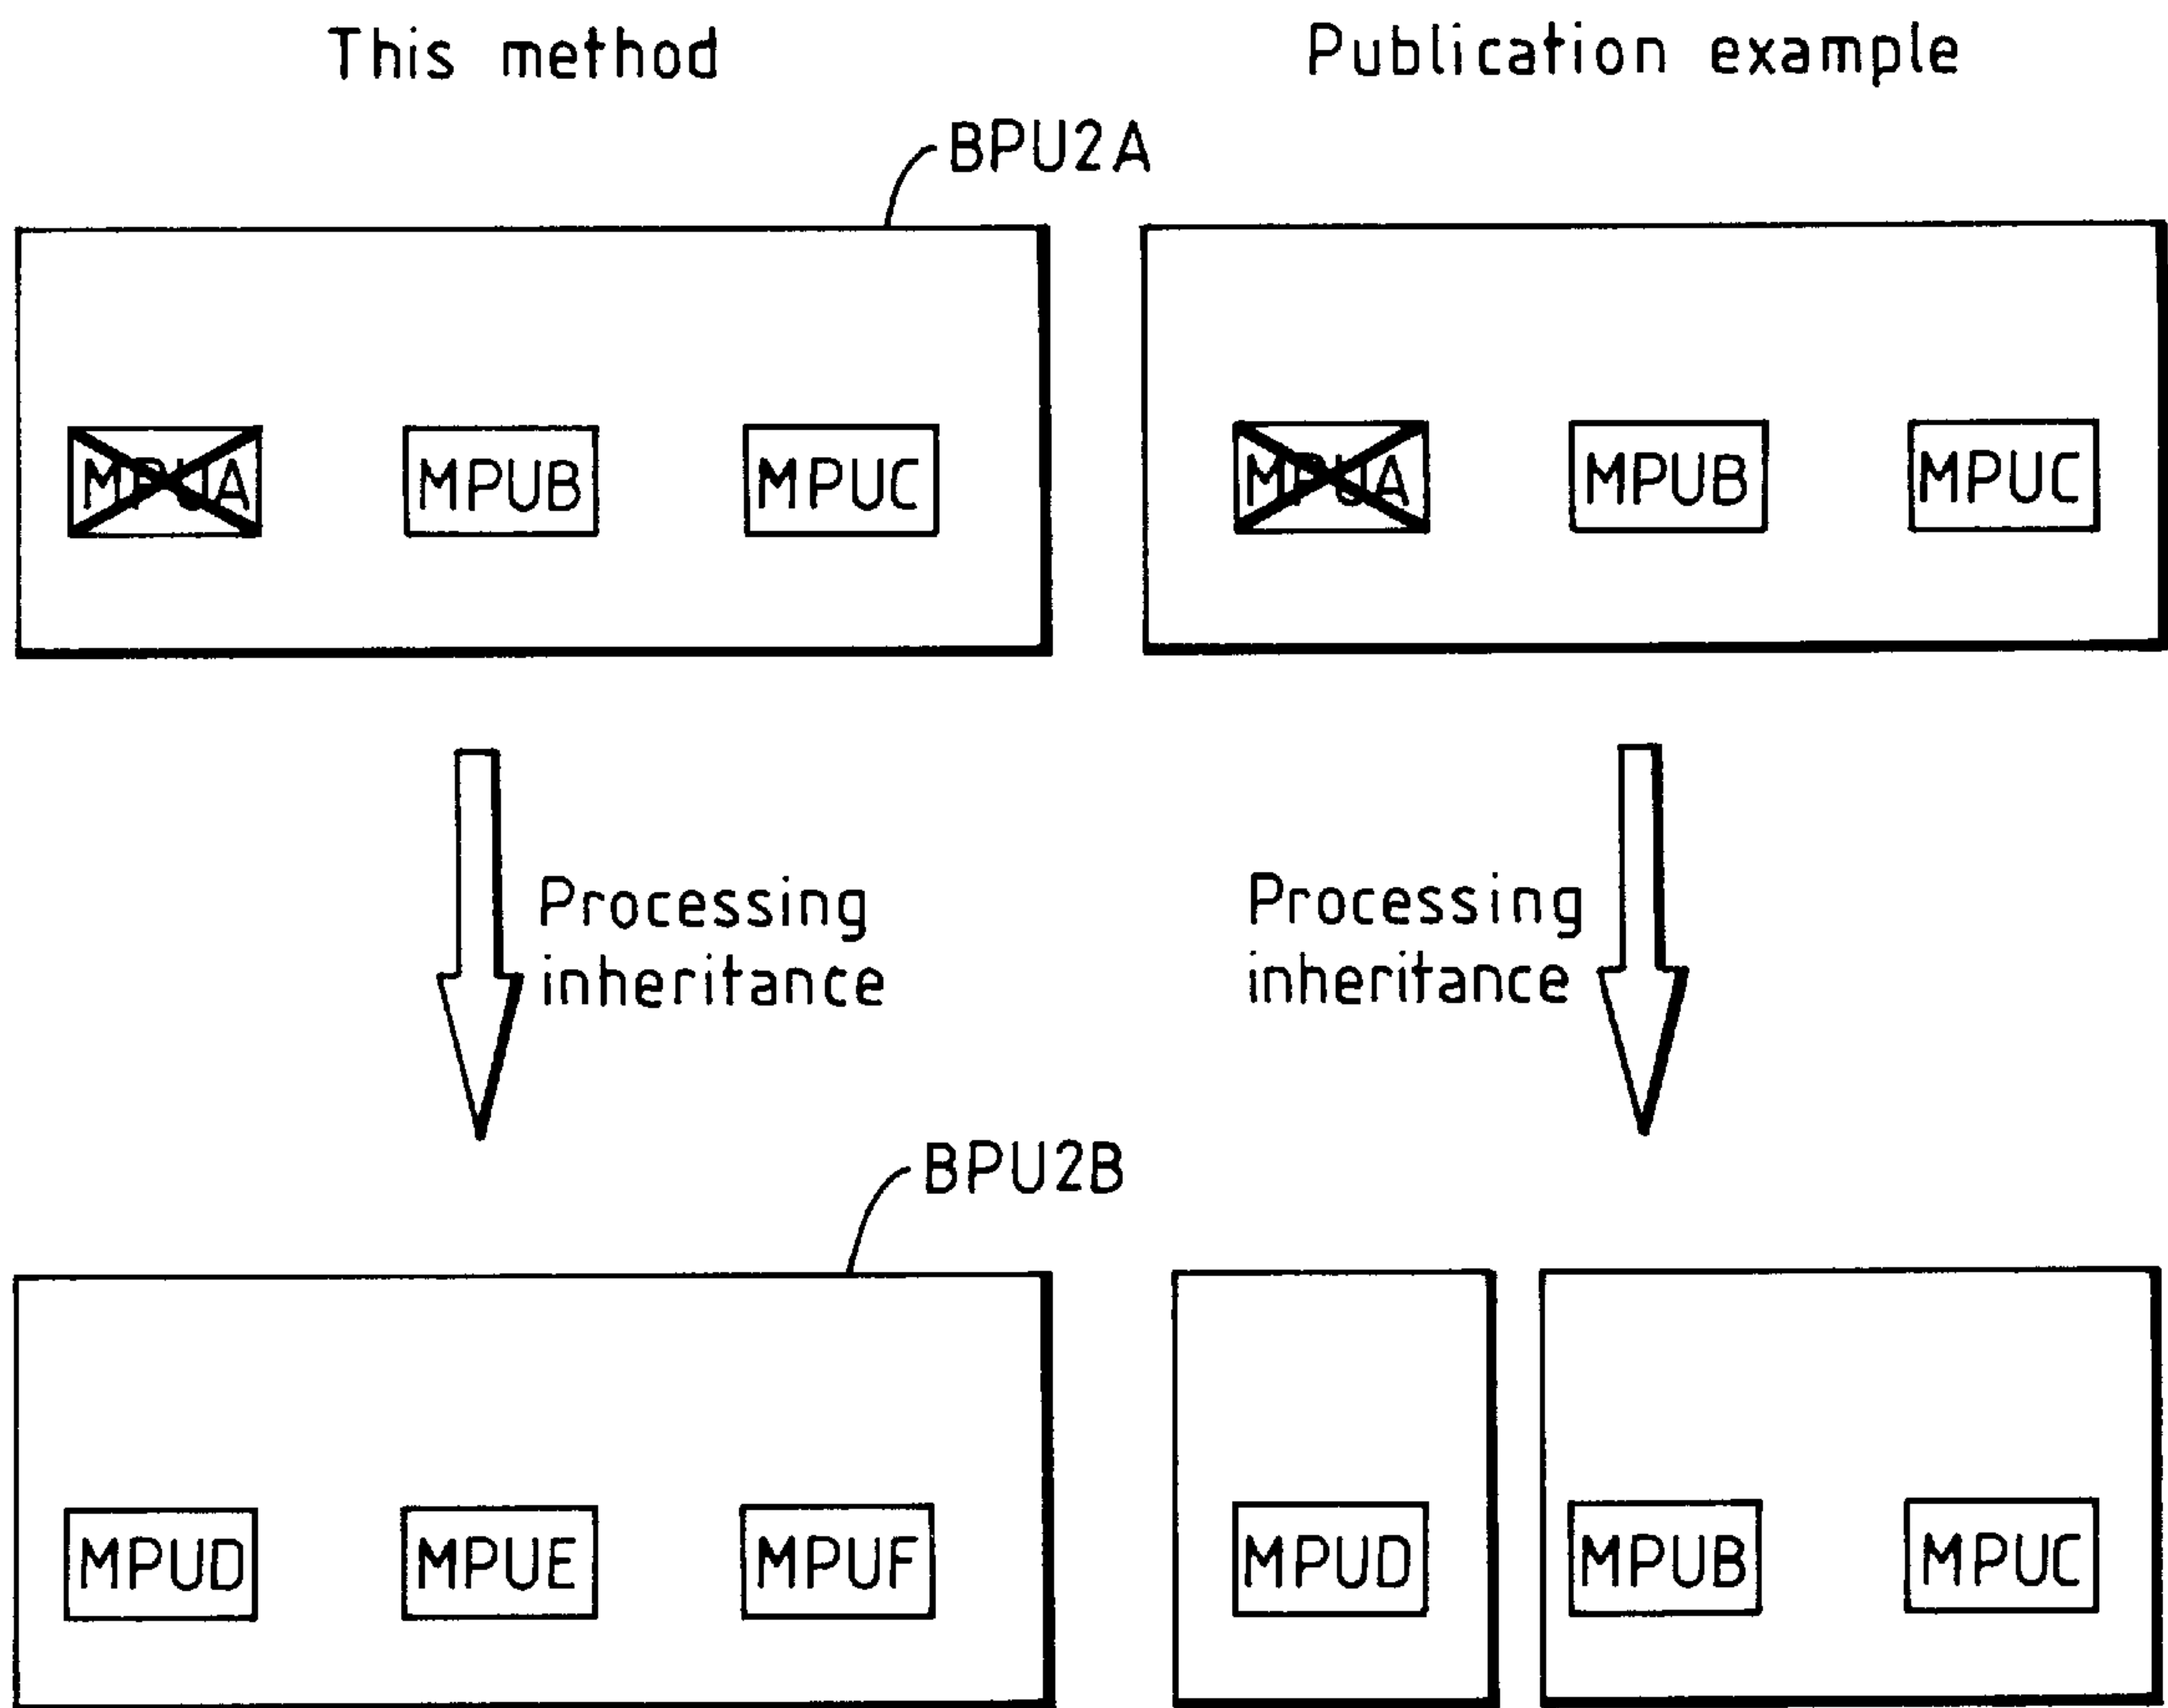 This method
Publication example
BPU2A
MPUA
MPUB
MPUC
MPUA
MPUB
MPUC
Processing
inheritance
Processing
inheritance
BPU2B
MPUD
MPUE
MPUF
MPUD
MPUB
MPUC